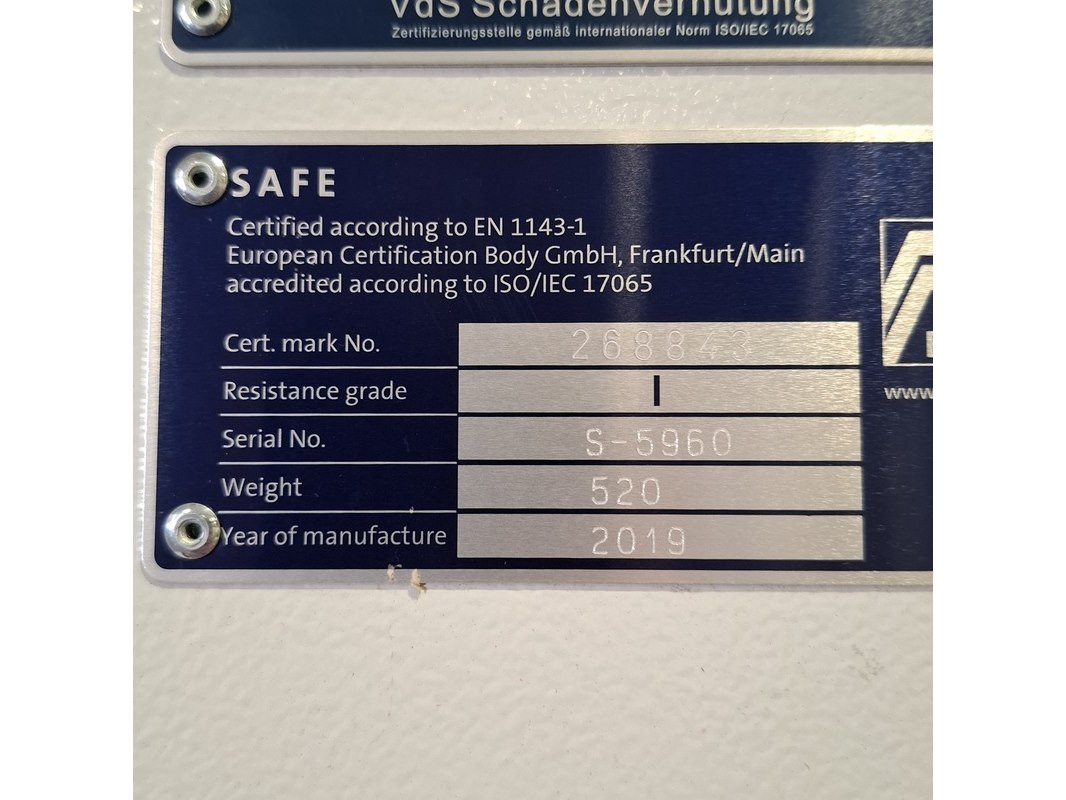 VdS Schadenverhütung
Zertifizierungsstelle gemäß internationaler Norm ISO/IEC 17065
SAFE
Certified according to EN 1143-1
European Certification Body GmbH, Frankfurt/Main
accredited according to ISO/IEC 17065
Cert. mark No. 268843
Resistance grade I
Serial No. S-5960
Weight 520
Year of manufacture 2019
www